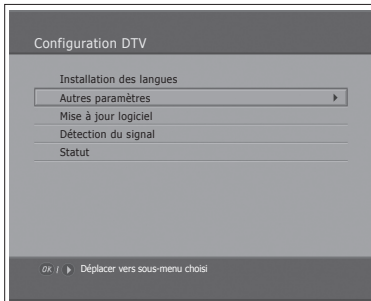 Configuration DTV
Installation des langues
Autres paramètres
Mise à jour logiciel
Détection du signal
Statut
OK / Déplacer vers sous-menu choisi